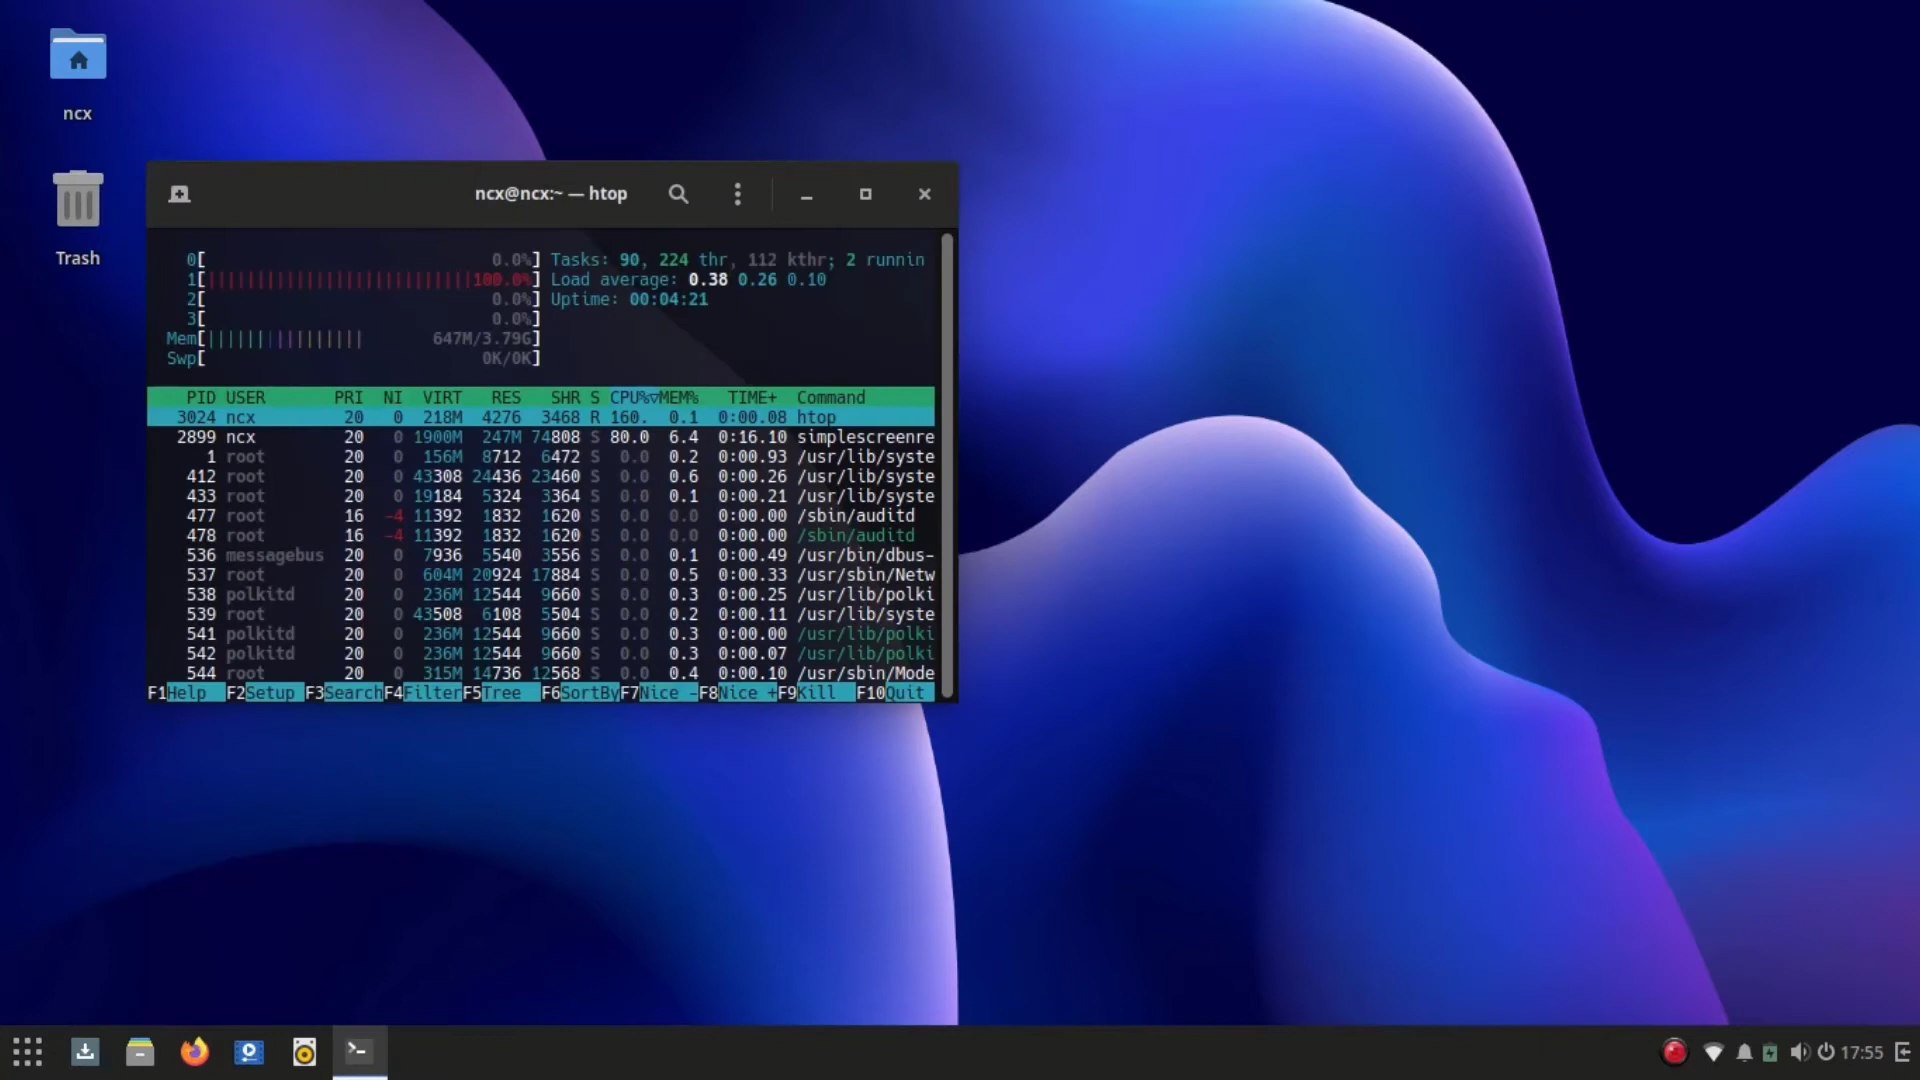 ncx
Trash
ncx@ncx:~ — htop
0[ 0.0%] Tasks: 90, 224 thr, 112 kthr; 2 runnin
1[||||||||||||||||||||||||||||100.0%] Load average: 0.38 0.26 0.10
2[ 0.0%] Uptime: 00:04:21
3[ 0.0%]
Mem[|||||||||||||||| 647M/3.79G]
Swp[ 0K/0K]
PID USER PRI NI VIRT RES SHR S CPU%▽MEM% TIME+ Command
3024 ncx 20 0 218M 4276 3468 R 160. 0.1 0:00.08 htop
2899 ncx 20 0 1900M 247M 74808 S 80.0 6.4 0:16.10 simplescreenre
1 root 20 0 156M 8712 6472 S 0.0 0.2 0:00.93 /usr/lib/syste
412 root 20 0 43308 24436 23460 S 0.0 0.6 0:00.26 /usr/lib/syste
433 root 20 0 19184 5324 3364 S 0.0 0.1 0:00.21 /usr/lib/syste
477 root 16 -4 11392 1832 1620 S 0.0 0.0 0:00.00 /sbin/auditd
478 root 16 -4 11392 1832 1620 S 0.0 0.0 0:00.00 /sbin/auditd
536 messagebus 20 0 7936 5540 3556 S 0.0 0.1 0:00.49 /usr/bin/dbus-
537 root 20 0 604M 20924 17884 S 0.0 0.5 0:00.33 /usr/sbin/Netw
538 polkitd 20 0 236M 12544 9660 S 0.0 0.3 0:00.25 /usr/lib/polki
539 root 20 0 43508 6108 5504 S 0.0 0.2 0:00.11 /usr/lib/syste
541 polkitd 20 0 236M 12544 9660 S 0.0 0.3 0:00.00 /usr/lib/polki
542 polkitd 20 0 236M 12544 9660 S 0.0 0.3 0:00.07 /usr/lib/polki
544 root 20 0 315M 14736 12568 S 0.0 0.4 0:00.10 /usr/sbin/Mode
F1Help F2Setup F3SearchF4FilterF5Tree F6SortByF7Nice -F8Nice +F9Kill F10Quit
17:55